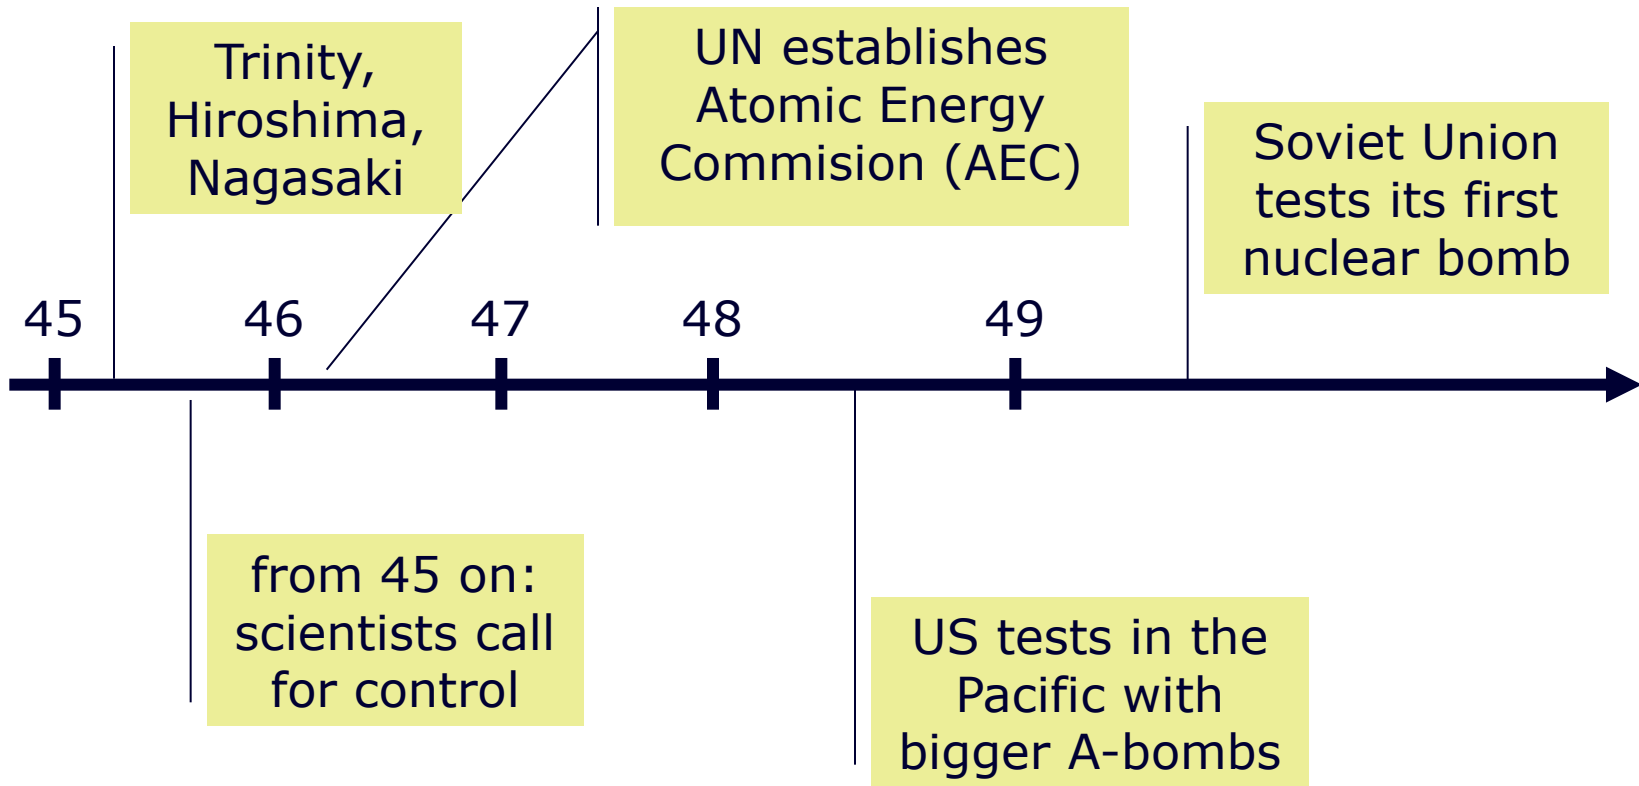 Trinity,
Hiroshima,
Nagasaki
UN establishes
Atomic Energy
Commision (AEC)
Soviet Union
tests its first
nuclear bomb
45
46
47
48
49
from 45 on:
scientists call
for control
US tests in the
Pacific with
bigger A-bombs